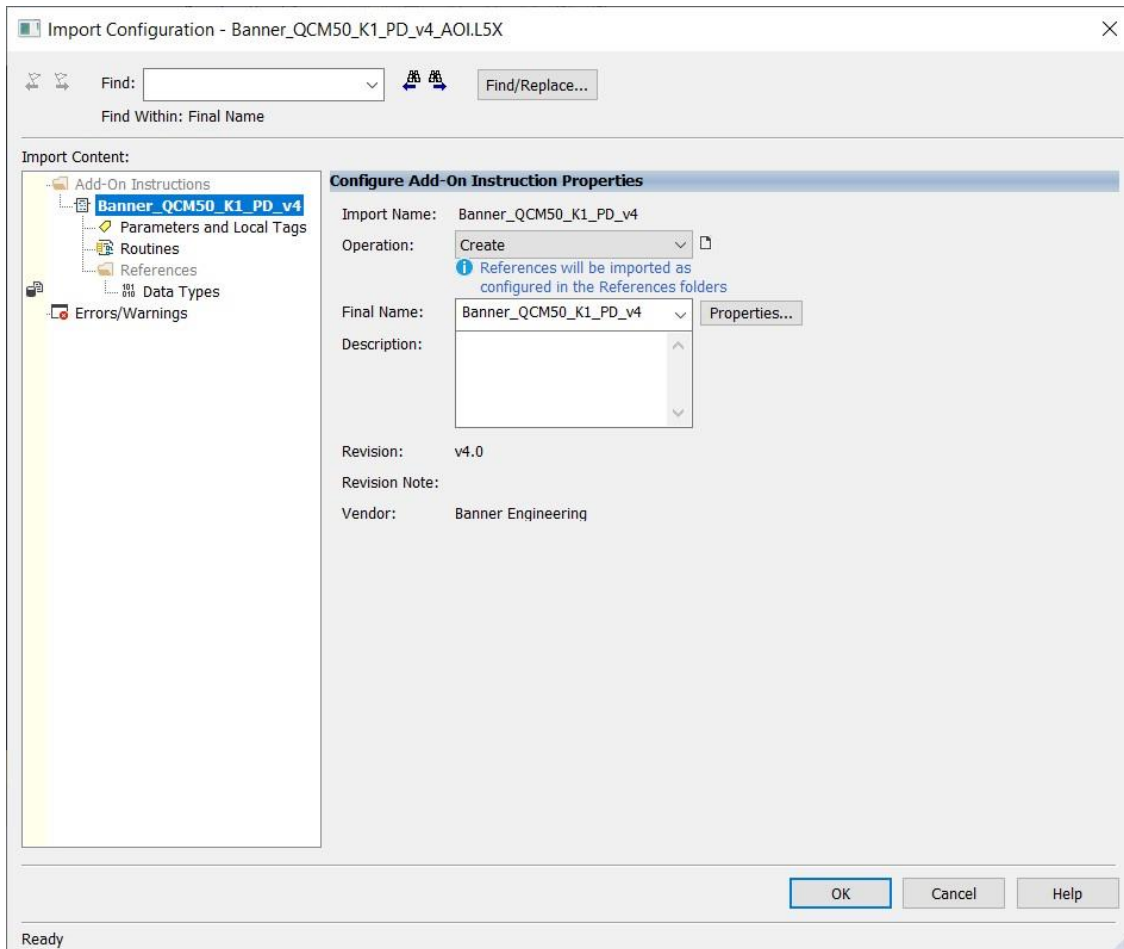 Import Configuration - Banner_QCM50_K1_PD_v4_AOI.L5X
Find:
Find/Replace...
Find Within: Final Name
Import Content:
Add-On Instructions
Banner_QCM50_K1_PD_v4
Parameters and Local Tags
Routines
References
Data Types
Errors/Warnings
Configure Add-On Instruction Properties
Import Name: Banner_QCM50_K1_PD_v4
Operation: Create
References will be imported as
configured in the References folders
Final Name: Banner_QCM50_K1_PD_v4 Properties...
Description:
Revision: v4.0
Revision Note:
Vendor: Banner Engineering
OK Cancel Help
Ready